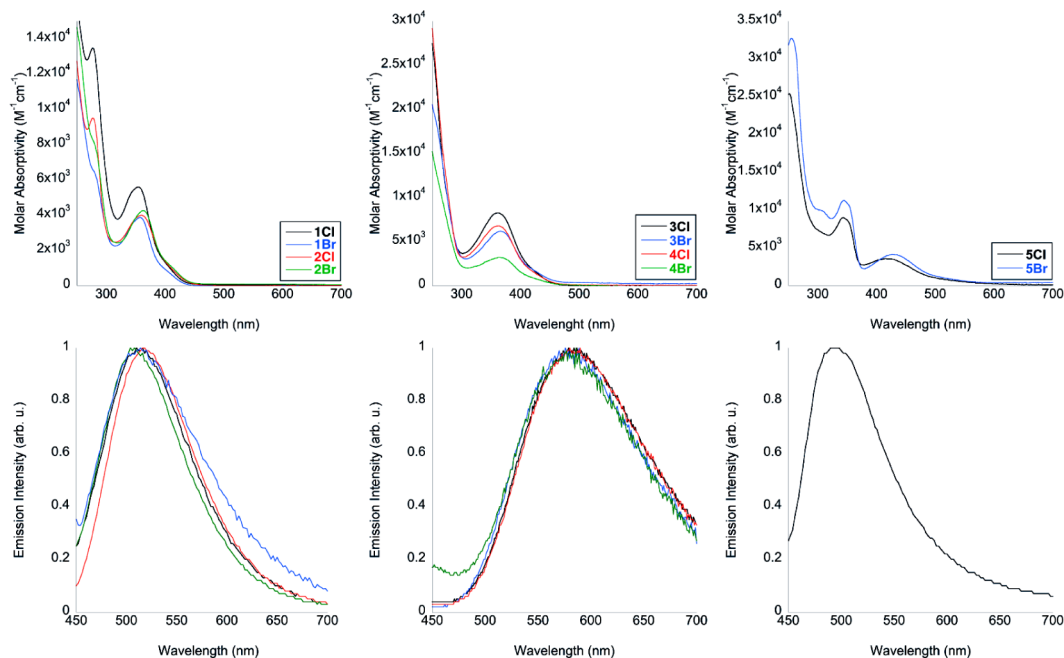 Molar Absorptivity (M⁻¹cm⁻¹)
1.4x10⁴
1.2x10⁴
1x10⁴
8x10³
6x10³
4x10³
2x10³
0
300 400 500 600 700
Wavelength (nm)
1Cl
1Br
2Cl
2Br
Molar Absorptivity (M⁻¹cm⁻¹)
3x10⁴
2x10⁴
2x10⁴
1x10⁴
5x10³
0
300 400 500 600 700
Wavelenght (nm)
3Cl
3Br
4Cl
4Br
Molar Absorptivity (M⁻¹cm⁻¹)
3.5x10⁴
3x10⁴
2.5x10⁴
2x10⁴
1.5x10⁴
1x10⁴
5x10³
0
300 400 500 600 700
Wavelength (nm)
5Cl
5Br
Emission Intensity (arb. u.)
1
0.8
0.6
0.4
0.2
0
450 500 550 600 650 700
Wavelength (nm)
Emission Intensity (arb. u.)
1
0.8
0.6
0.4
0.2
0
450 500 550 600 650 700
Wavelength (nm)
Emission Intensity (arb. u.)
1
0.8
0.6
0.4
0.2
0
450 500 550 600 650 700
Wavelength (nm)